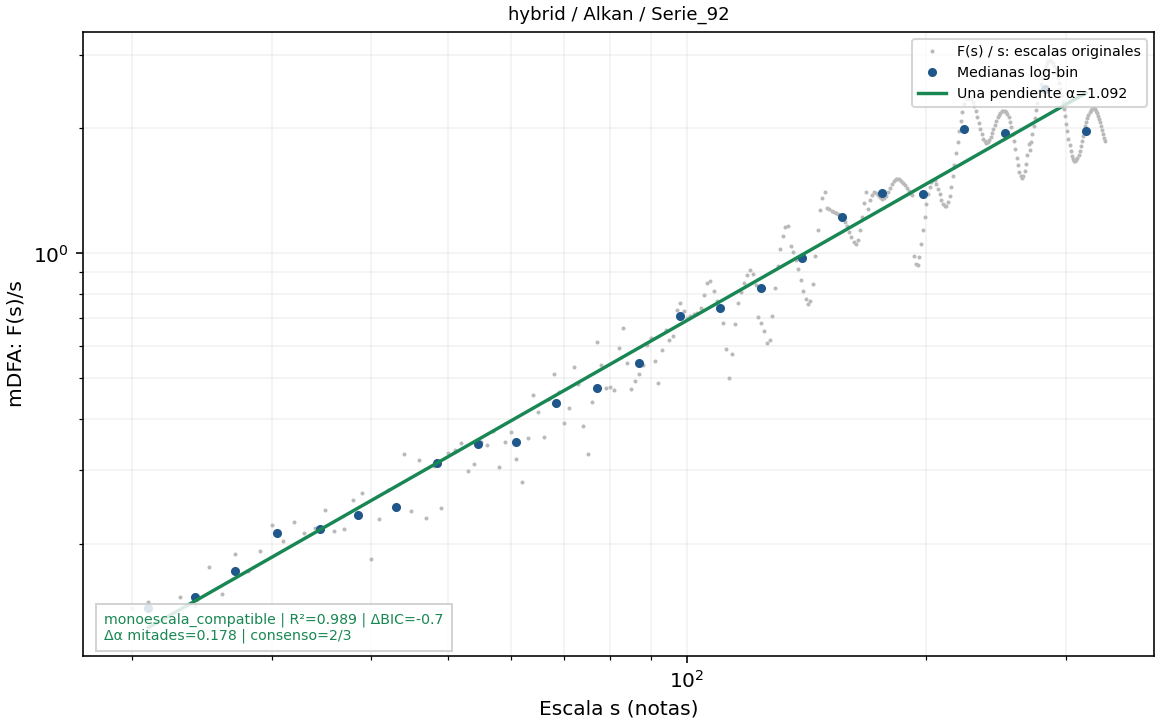 hybrid / Alkan / Serie_92
F(s) / s: escalas originales
Medianas log-bin
Una pendiente α=1.092
10⁰
mDFA: F(s)/s
monoescala_compatible | R²=0.989 | ΔBIC=-0.7
Δα mitades=0.178 | consenso=2/3
10²
Escala s (notas)